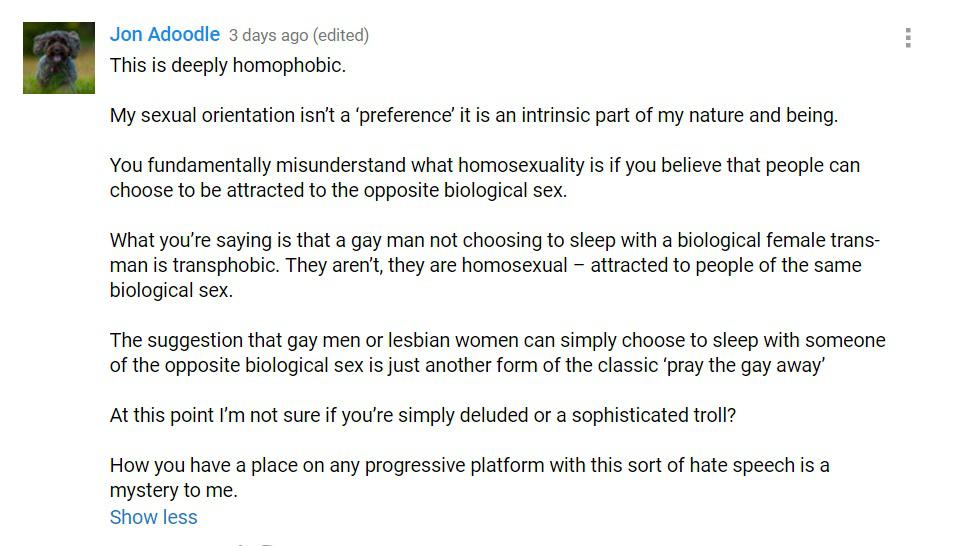 Jon Adoodle 3 days ago (edited)
This is deeply homophobic.
My sexual orientation isn't a ‘preference’ it is an intrinsic part of my nature and being.
You fundamentally misunderstand what homosexuality is if you believe that people can
choose to be attracted to the opposite biological sex.
What you’re saying is that a gay man not choosing to sleep with a biological female trans-
man is transphobic. They aren’t, they are homosexual – attracted to people of the same
biological sex.
The suggestion that gay men or lesbian women can simply choose to sleep with someone
of the opposite biological sex is just another form of the classic ‘pray the gay away’
At this point I’m not sure if you’re simply deluded or a sophisticated troll?
How you have a place on any progressive platform with this sort of hate speech is a
mystery to me.
Show less